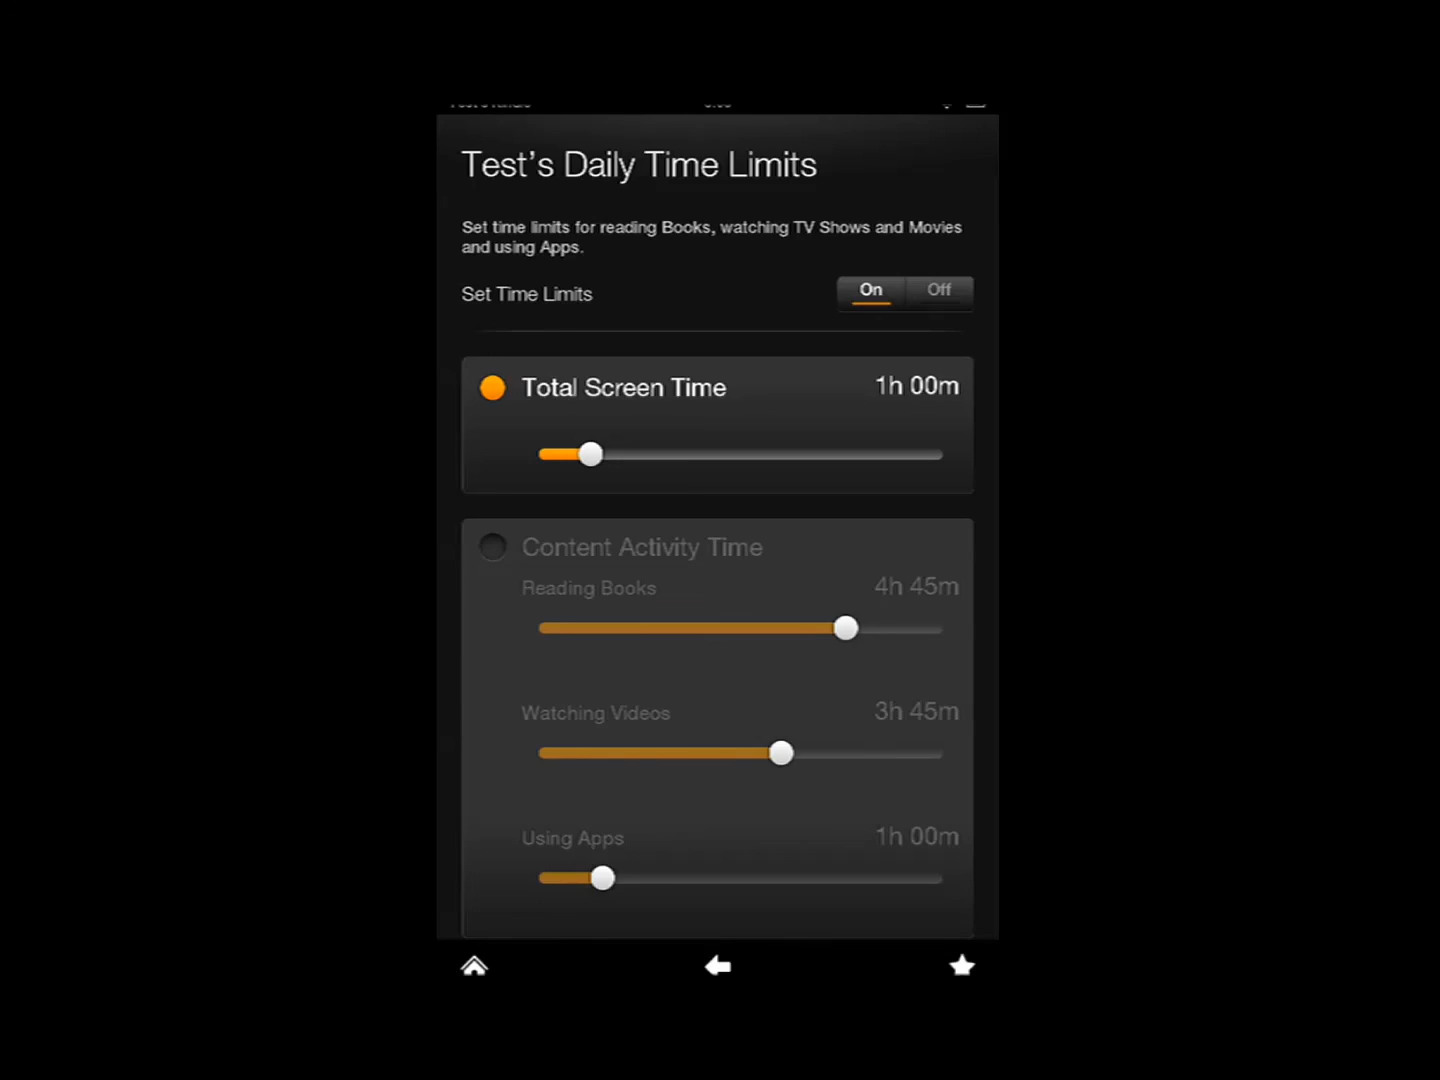 Test's Daily Time Limits
Set time limits for reading Books, watching TV Shows and Movies
and using Apps.
Set Time Limits
On Off
Total Screen Time 1h 00m
Content Activity Time
Reading Books 4h 45m
Watching Videos 3h 45m
Using Apps 1h 00m